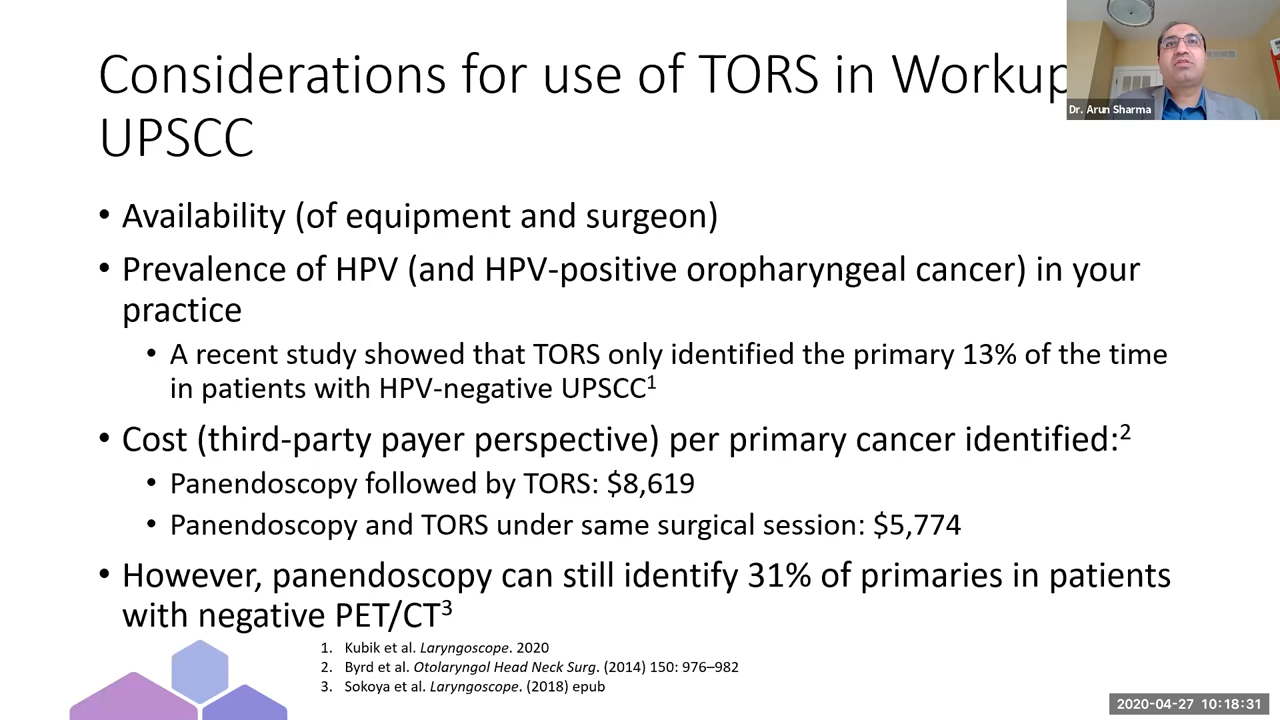 Considerations for use of TORS in Workup
UPSCC
Dr. Arun Sharma
• Availability (of equipment and surgeon)
• Prevalence of HPV (and HPV-positive oropharyngeal cancer) in your
practice
• A recent study showed that TORS only identified the primary 13% of the time
in patients with HPV-negative UPSCC¹
• Cost (third-party payer perspective) per primary cancer identified:²
• Panendoscopy followed by TORS: $8,619
• Panendoscopy and TORS under same surgical session: $5,774
• However, panendoscopy can still identify 31% of primaries in patients
with negative PET/CT³
1. Kubik et al. Laryngoscope. 2020
2. Byrd et al. Otolaryngol Head Neck Surg. (2014) 150: 976–982
3. Sokoya et al. Laryngoscope. (2018) epub
2020-04-27 10:18:31